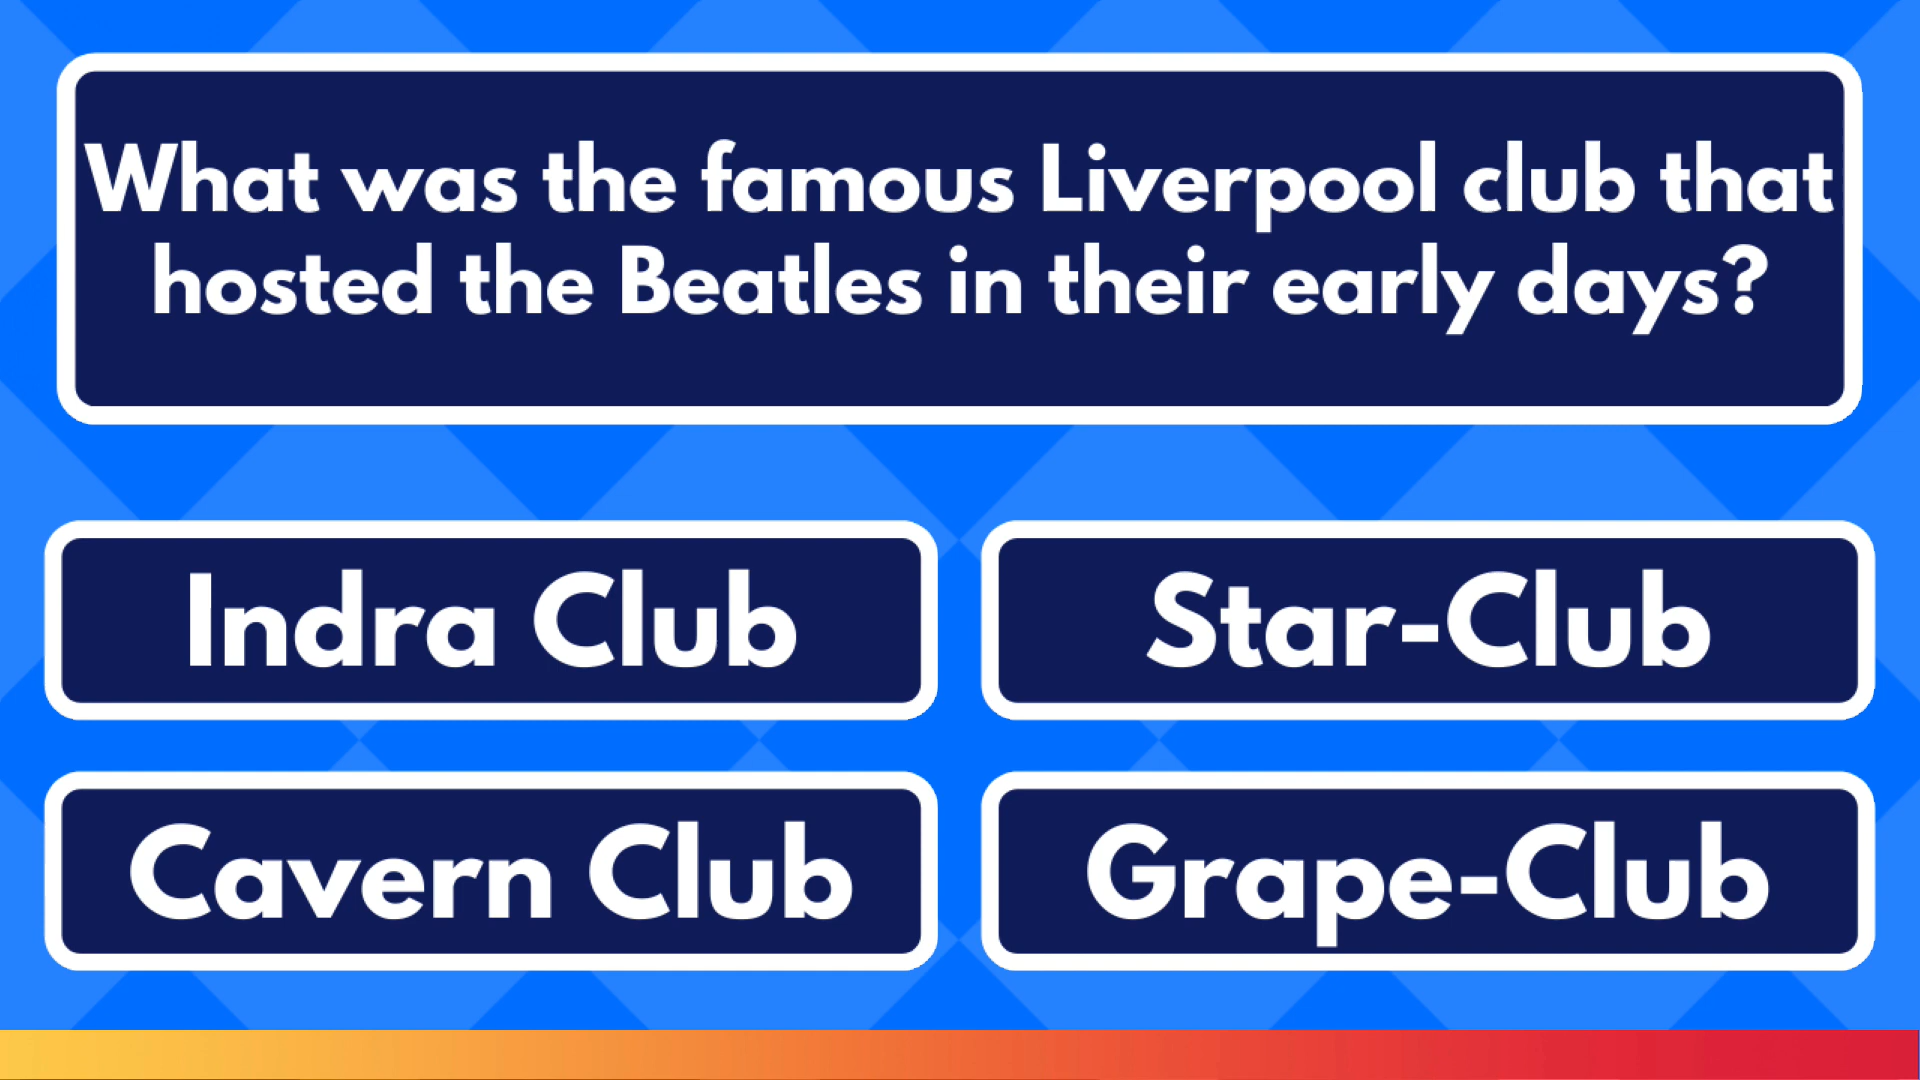 What was the famous Liverpool club that
hosted the Beatles in their early days?
Indra Club
Star-Club
Cavern Club
Grape-Club